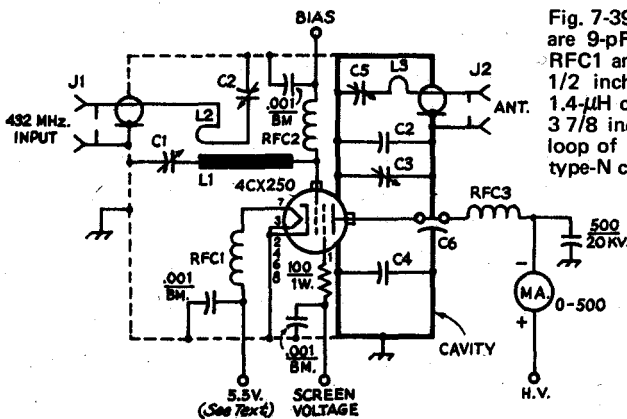 BIAS
Fig. 7-39
are 9-pF
RFC1 an
1/2 inch
1.4-μH c
3 7/8 in
loop of
type-N c
J1
C2
.001
BM
C5
L3
J2
432 MHz.
INPUT
L2
RFC2
ANT.
C1
C2
L1
C3
4CX250
RFC3
7
3
2
4
6
8
1
C6
RFC1
100
1W.
C4
500
20KV.
.001
BM.
MA.
0-500
.001
BM.
CAVITY
5.5V.
(See Text)
SCREEN
VOLTAGE
H.V.